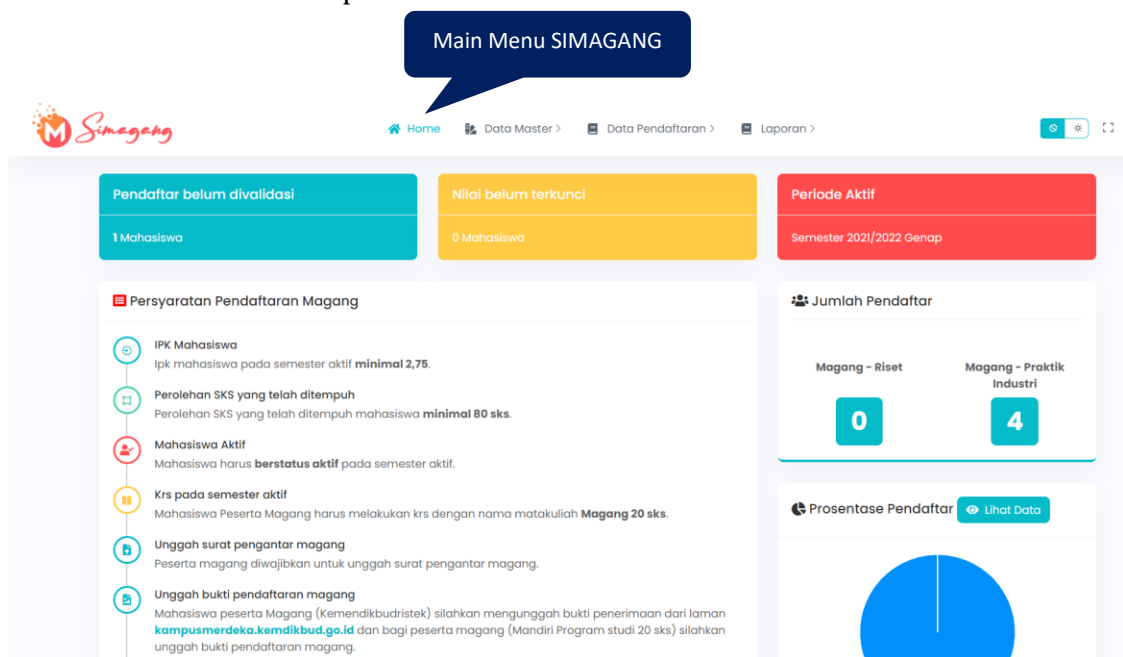 Main Menu SIMAGANG
Simagang
Home
Data Master >
Data Pendaftaran >
Laporan >
Pendaftar belum divalidasi
1 Mahasiswa
Nilai belum terkunci
0 Mahasiswa
Periode Aktif
Semester 2021/2022 Genap
Persyaratan Pendaftaran Magang
IPK Mahasiswa
Ipk mahasiswa pada semester aktif minimal 2,75.
Perolehan SKS yang telah ditempuh
Perolehan SKS yang telah ditempuh mahasiswa minimal 80 sks.
Mahasiswa Aktif
Mahasiswa harus berstatus aktif pada semester aktif.
Krs pada semester aktif
Mahasiswa Peserta Magang harus melakukan krs dengan nama matakuliah Magang 20 sks.
Unggah surat pengantar magang
Peserta magang diwajibkan untuk unggah surat pengantar magang.
Unggah bukti pendaftaran magang
Mahasiswa peserta Magang (Kemendikbudristek) silahkan mengunggah bukti penerimaan dari laman
kampusmerdeka.kemdikbud.go.id dan bagi peserta magang (Mandiri Program studi 20 sks) silahkan
unggah bukti pendaftaran magang.
Jumlah Pendaftar
Magang - Riset
0
Magang - Praktik
Industri
4
Prosentase Pendaftar
Lihat Data